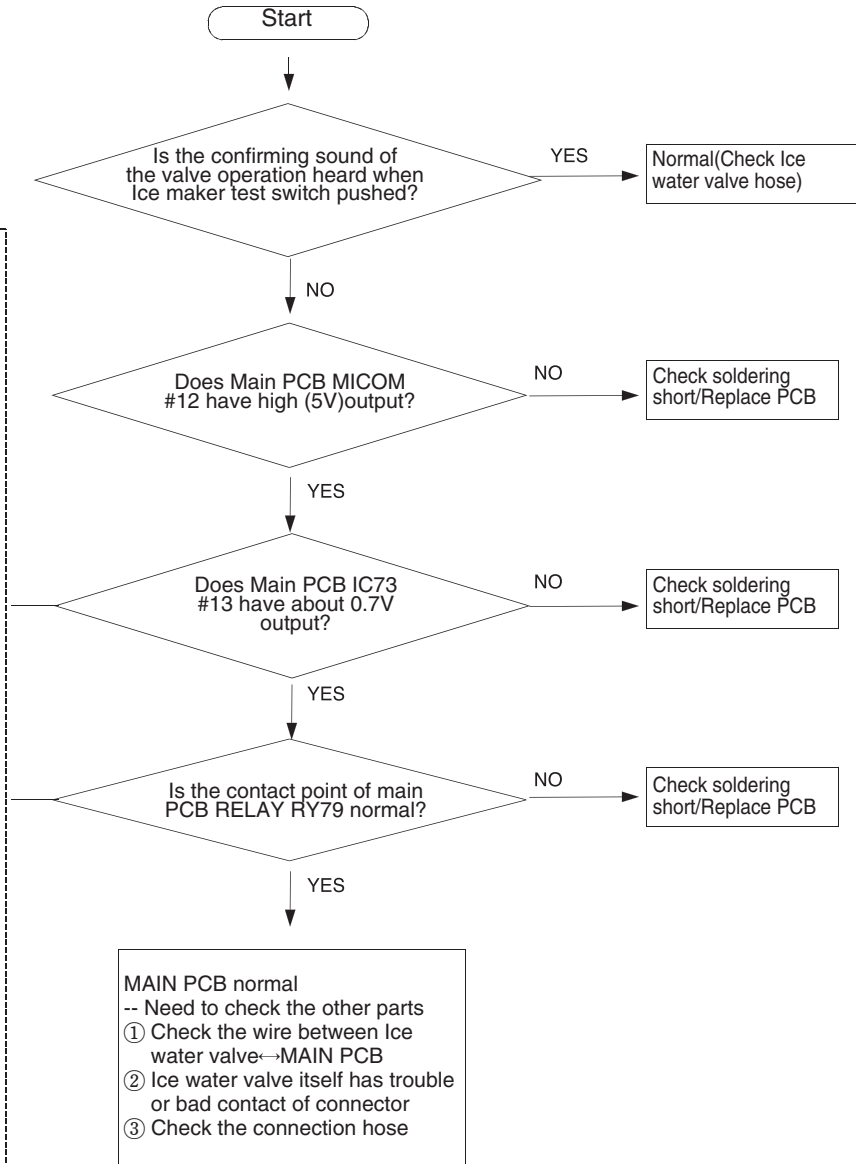 Start
Is the confirming sound of
the valve operation heard when
Ice maker test switch pushed?
YES
Normal(Check Ice
water valve hose)
NO
Does Main PCB MICOM
#12 have high (5V)output?
NO
Check soldering
short/Replace PCB
YES
Does Main PCB IC73
#13 have about 0.7V
output?
NO
Check soldering
short/Replace PCB
YES
Is the contact point of main
PCB RELAY RY79 normal?
NO
Check soldering
short/Replace PCB
YES
MAIN PCB normal
-- Need to check the other parts
① Check the wire between Ice
water valve↔MAIN PCB
② Ice water valve itself has trouble
or bad contact of connector
③ Check the connection hose